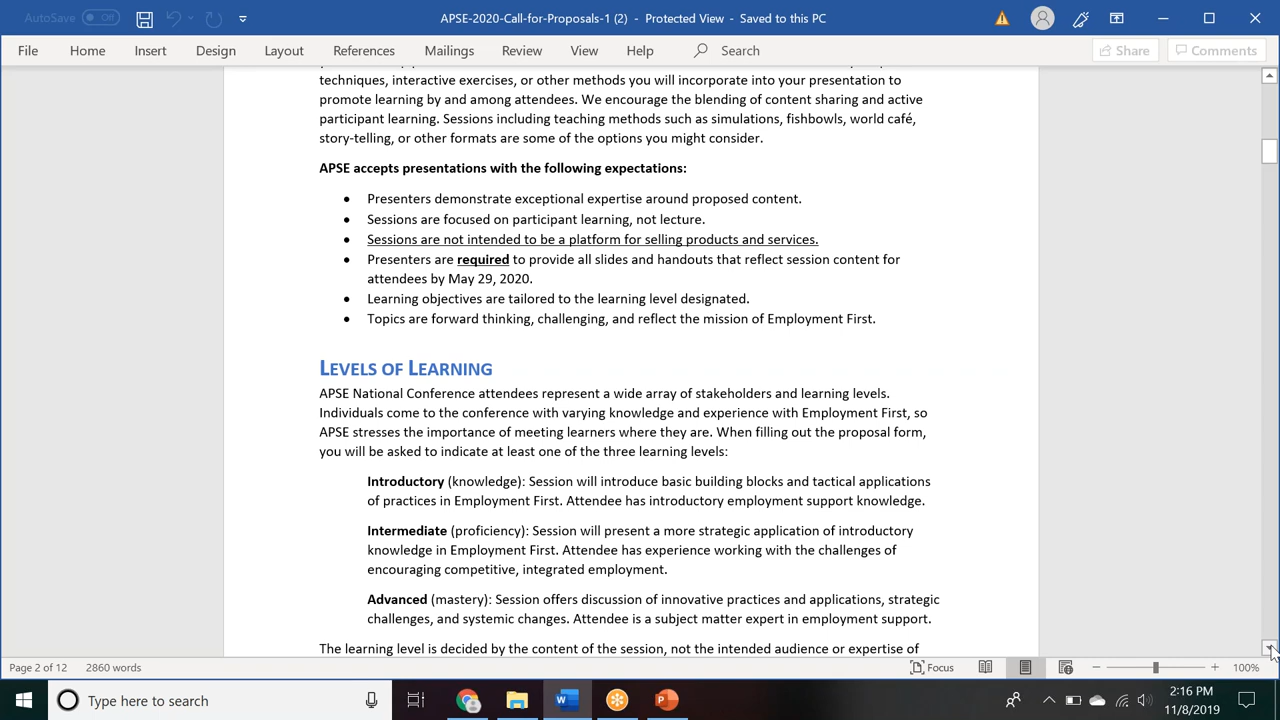 AutoSave Off
APSE-2020-Call-for-Proposals-1 (2) - Protected View - Saved to this PC
File Home Insert Design Layout References Mailings Review View Help Search Share Comments
techniques, interactive exercises, or other methods you will incorporate into your presentation to
promote learning by and among attendees. We encourage the blending of content sharing and active
participant learning. Sessions including teaching methods such as simulations, fishbowls, world café,
story-telling, or other formats are some of the options you might consider.
APSE accepts presentations with the following expectations:
• Presenters demonstrate exceptional expertise around proposed content.
• Sessions are focused on participant learning, not lecture.
• Sessions are not intended to be a platform for selling products and services.
• Presenters are required to provide all slides and handouts that reflect session content for
attendees by May 29, 2020.
• Learning objectives are tailored to the learning level designated.
• Topics are forward thinking, challenging, and reflect the mission of Employment First.
LEVELS OF LEARNING
APSE National Conference attendees represent a wide array of stakeholders and learning levels.
Individuals come to the conference with varying knowledge and experience with Employment First, so
APSE stresses the importance of meeting learners where they are. When filling out the proposal form,
you will be asked to indicate at least one of the three learning levels:
Introductory (knowledge): Session will introduce basic building blocks and tactical applications
of practices in Employment First. Attendee has introductory employment support knowledge.
Intermediate (proficiency): Session will present a more strategic application of introductory
knowledge in Employment First. Attendee has experience working with the challenges of
encouraging competitive, integrated employment.
Advanced (mastery): Session offers discussion of innovative practices and applications, strategic
challenges, and systemic changes. Attendee is a subject matter expert in employment support.
The learning level is decided by the content of the session, not the intended audience or expertise of
Page 2 of 12 2860 words Focus 100%
Type here to search
2:16 PM
11/8/2019